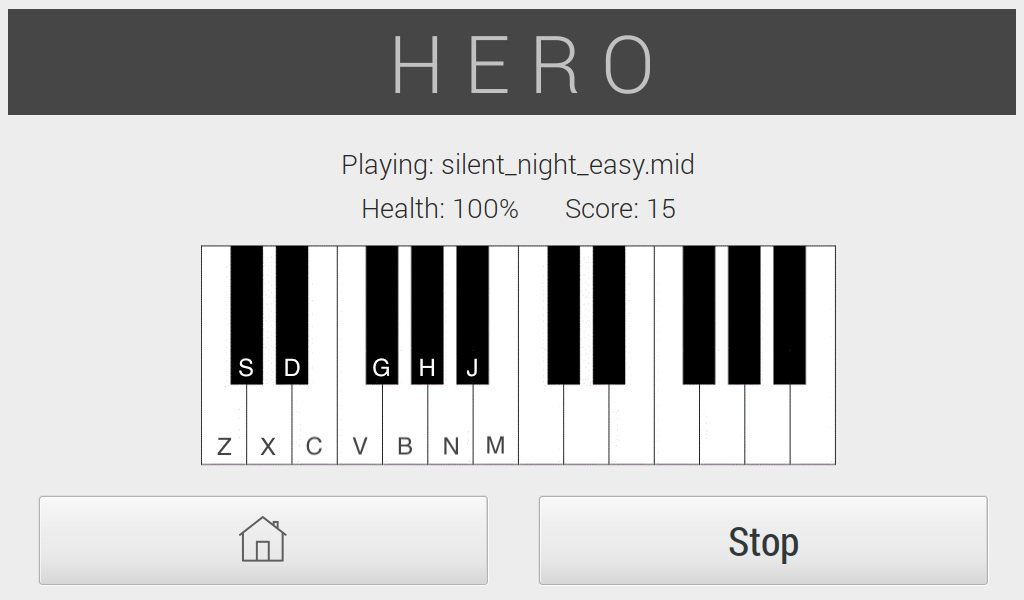 HERO
Playing: silent_night_easy.mid
Health: 100% Score: 15
S D G H J
Z X C V B N M
Stop